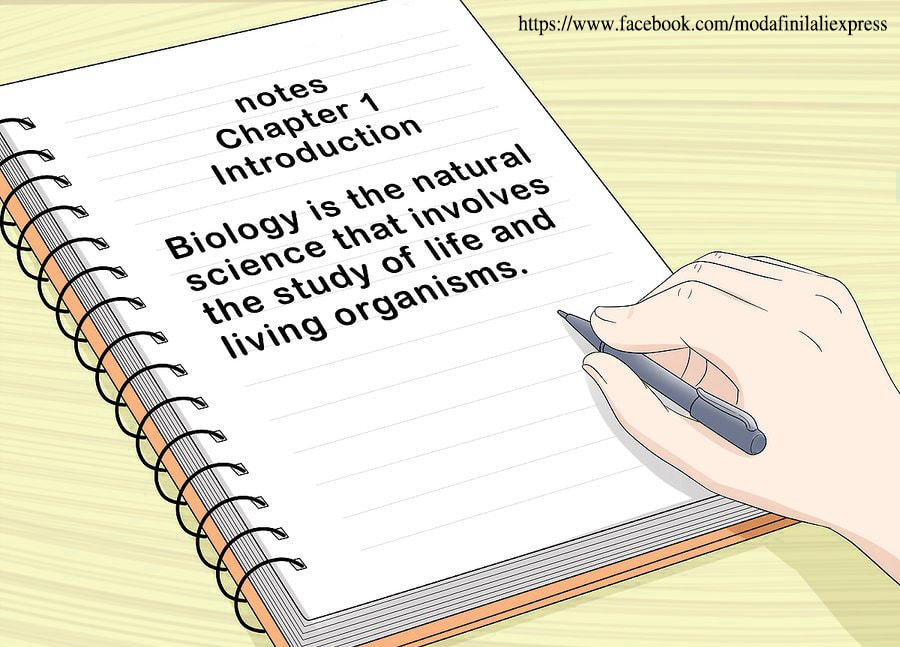 https://www.facebook.com/modafinilaliexpress
notes
Chapter 1
Introduction
Biology is the natural
science that involves
the study of life and
living organisms.